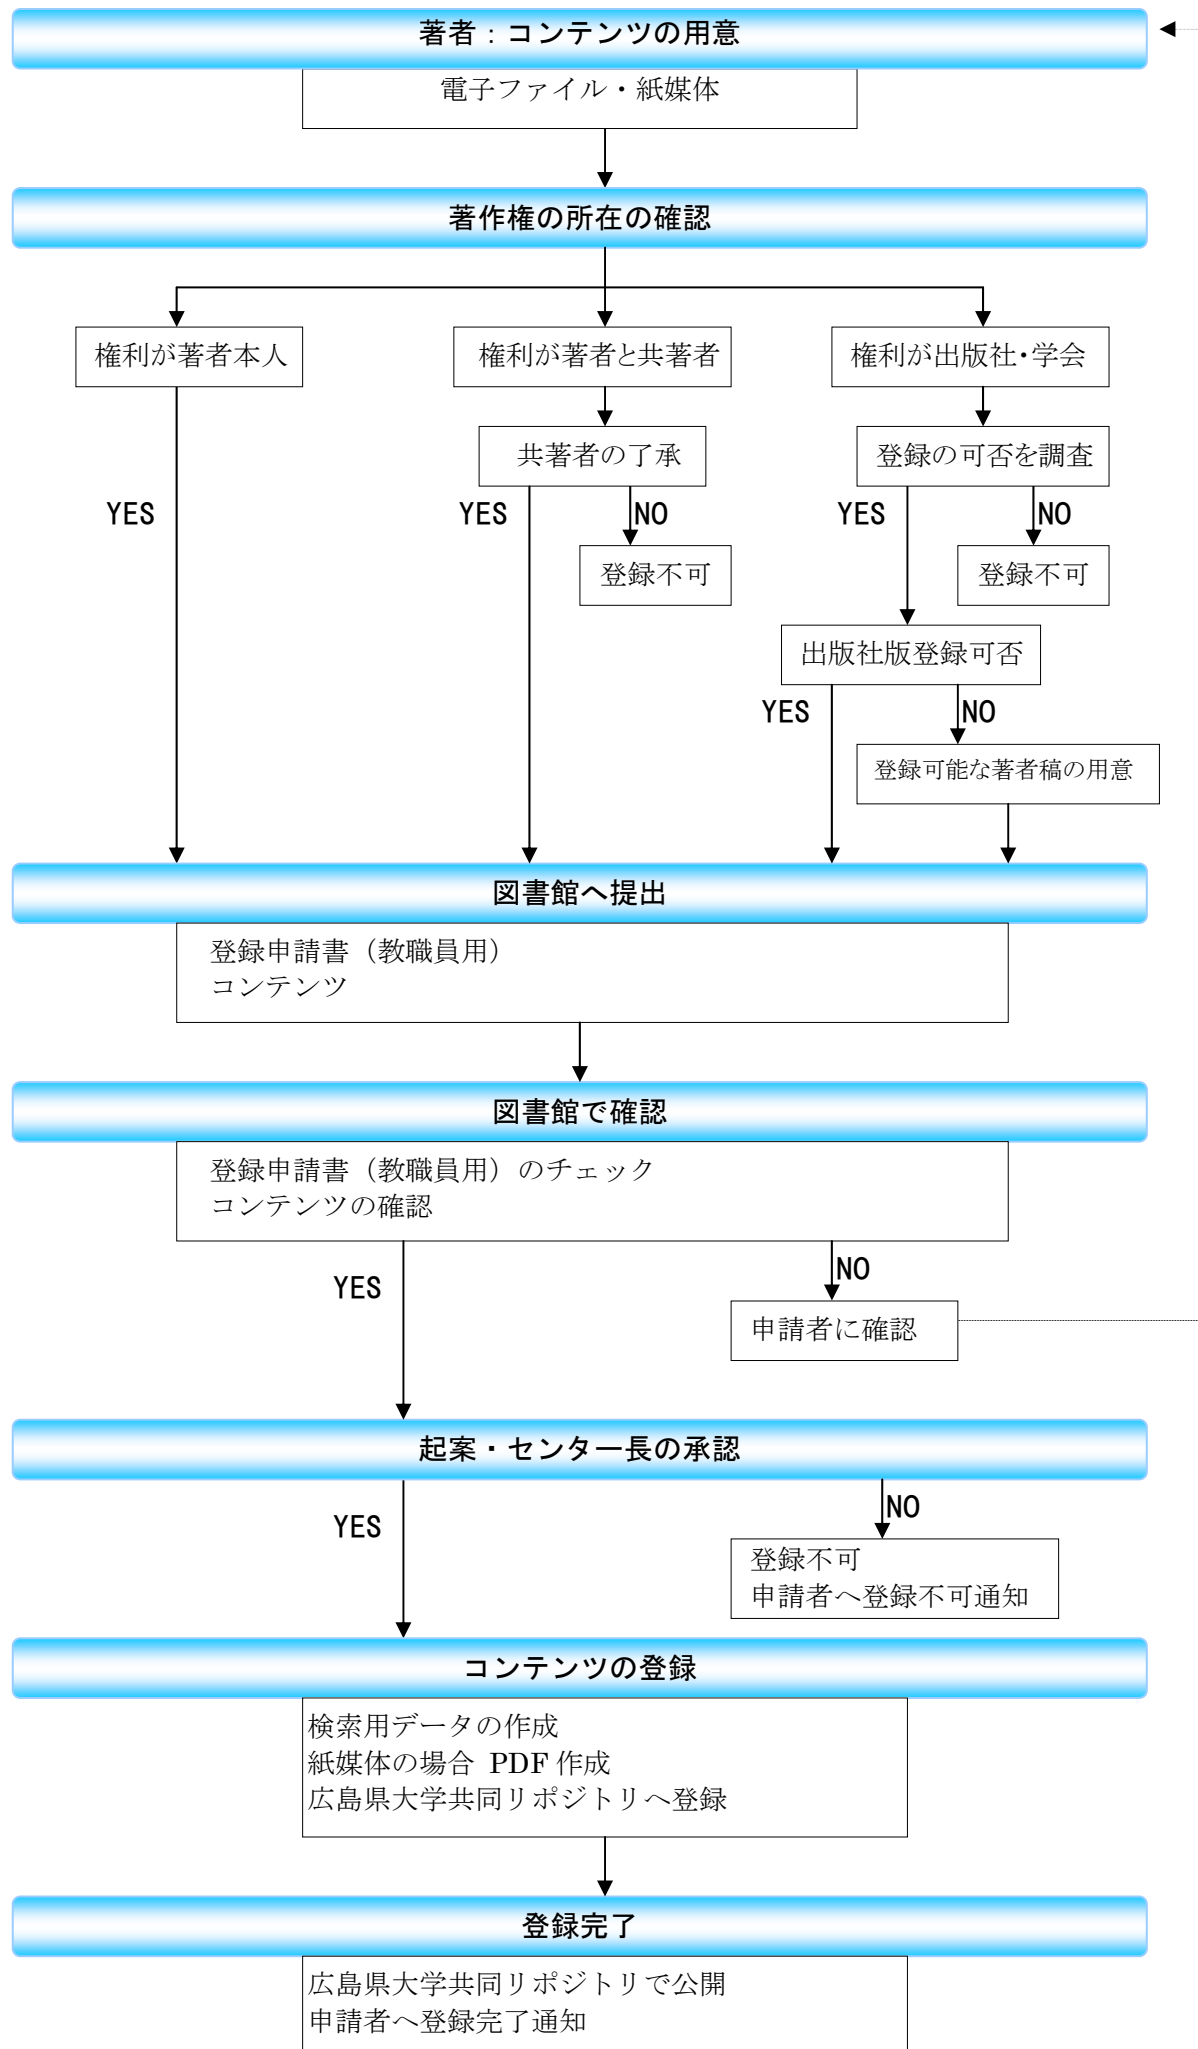 著者：コンテンツの用意
電子ファイル・紙媒体
著作権の所在の確認
権利が著者本人
権利が著者と共著者
権利が出版社・学会
共著者の了承
登録の可否を調査
YES
YES
NO
YES
NO
登録不可
登録不可
出版社版登録可否
YES
NO
登録可能な著者稿の用意
図書館へ提出
登録申請書（教職員用）
コンテンツ
図書館で確認
登録申請書（教職員用）のチェック
コンテンツの確認
YES
NO
申請者に確認
起案・センター長の承認
YES
NO
登録不可
申請者へ登録不可通知
コンテンツの登録
検索用データの作成
紙媒体の場合 PDF 作成
広島県大学共同リポジトリへ登録
登録完了
広島県大学共同リポジトリで公開
申請者へ登録完了通知